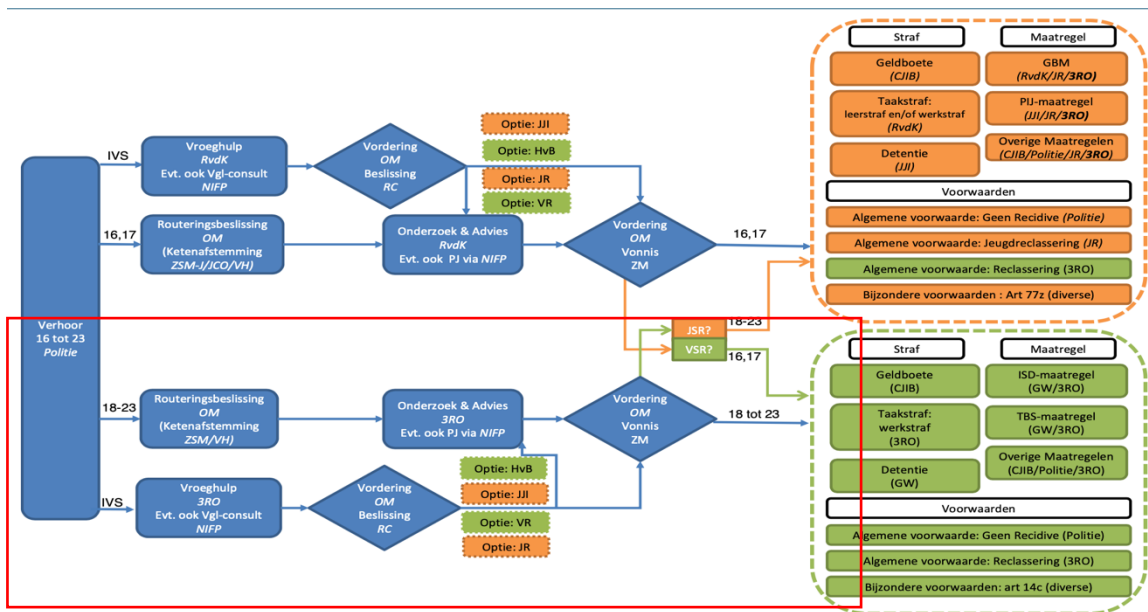 Verhoor
16 tot 23
Politie
IVS
Vroeghulp
RvdK
Evt. ook Vgl-consult
NIFP
Vordering
OM
Beslissing
RC
Optie: JJI
Optie: HvB
Optie: JR
Optie: VR
16,17
Routeringsbeslissing
OM
(Ketenafstemming
ZSM-J/JCO/VH)
Onderzoek & Advies
RvdK
Evt. ook PJ via NIFP
Vordering
OM
Vonnis
ZM
16,17
JSR?
VSR?
18-23
16,17
18-23
Routeringsbeslissing
OM
(Ketenafstemming
ZSM/VH)
Onderzoek & Advies
3RO
Evt. ook PJ via NIFP
Vordering
OM
Vonnis
ZM
18 tot 23
IVS
Vroeghulp
3RO
Evt. ook Vgl-consult
NIFP
Vordering
OM
Beslissing
RC
Optie: HvB
Optie: JJI
Optie: VR
Optie: JR
Straf
Maatregel
Geldboete
(CJIB)
GBM
(RvdK/JR/3RO)
Taakstraf:
leerstraf en/of werkstraf
(RvdK)
PIJ-maatregel
(JJI/JR/3RO)
Detentie
(JJI)
Overige Maatregelen
(CJIB/Politie/JR/3RO)
Voorwaarden
Algemene voorwaarde: Geen Recidive (Politie)
Algemene voorwaarde: Jeugdreclassering (JR)
Algemene voorwaarde: Reclassering (3RO)
Bijzondere voorwaarden : Art 77z (diverse)
Straf
Maatregel
Geldboete
(CJIB)
ISD-maatregel
(GW/3RO)
Taakstraf:
werkstraf
(3RO)
TBS-maatregel
(GW/3RO)
Detentie
(GW)
Overige Maatregelen
(CJIB/Politie/3RO)
Voorwaarden
Algemene voorwaarde: Geen Recidive (Politie)
Algemene voorwaarde: Reclassering (3RO)
Bijzondere voorwaarden: art 14c (diverse)